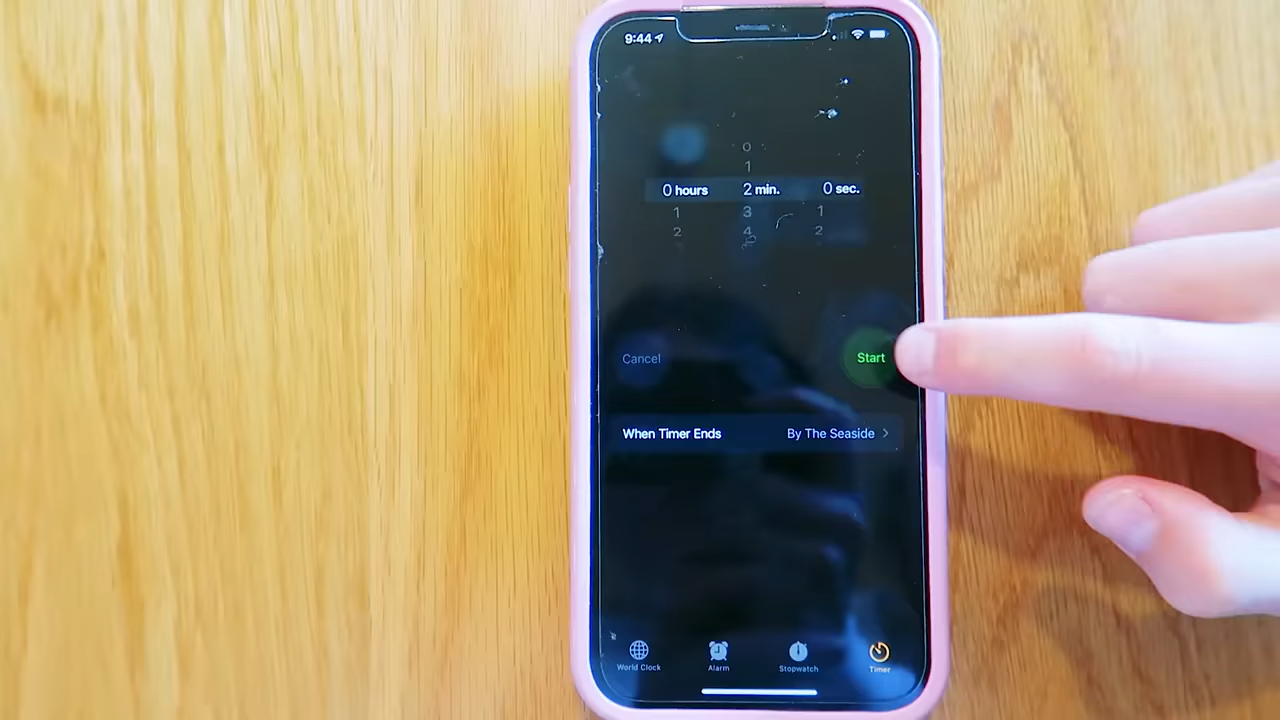 9:44
0
1
0 hours 2 min. 0 sec.
1 3 1
2 4 2
Cancel Start
When Timer Ends By The Seaside
World Clock Alarm Stopwatch Timer